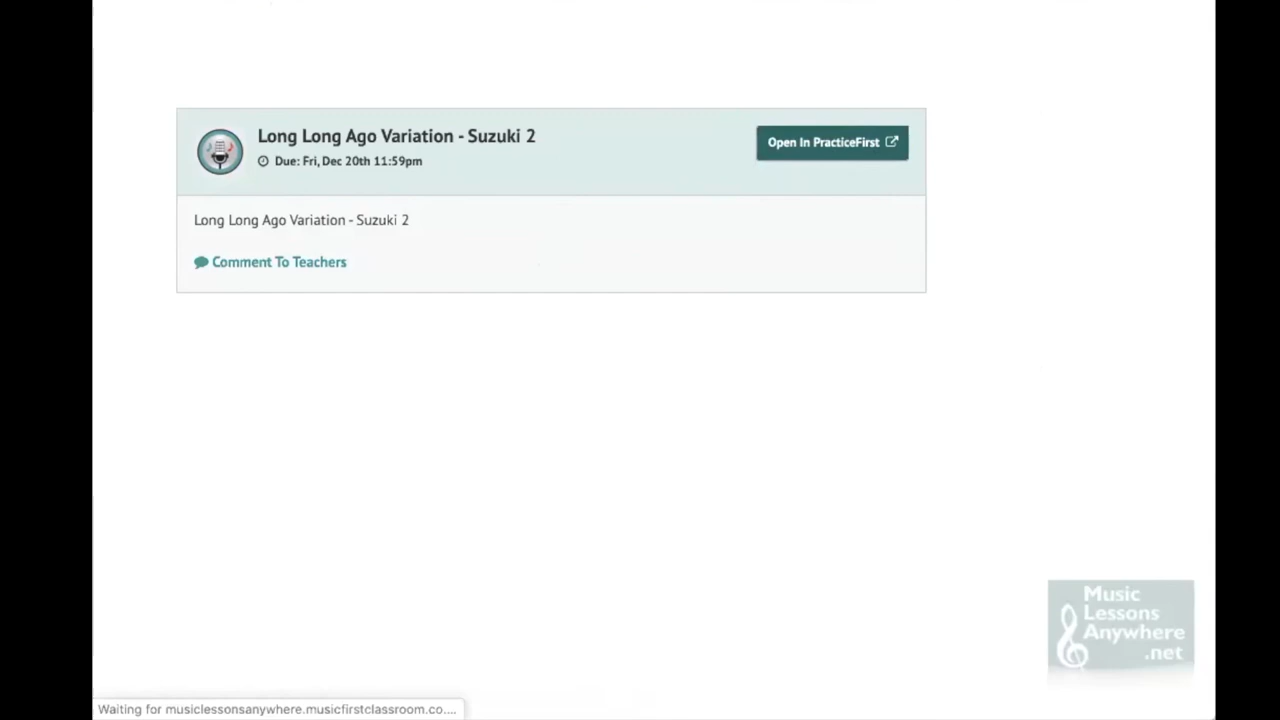 Long Long Ago Variation - Suzuki 2
Due: Fri, Dec 20th 11:59pm
Open In PracticeFirst
Long Long Ago Variation - Suzuki 2
Comment To Teachers
Music
Lessons
Anywhere
.net
Waiting for musiclessonsanywhere.musicfirstclassroom.co....